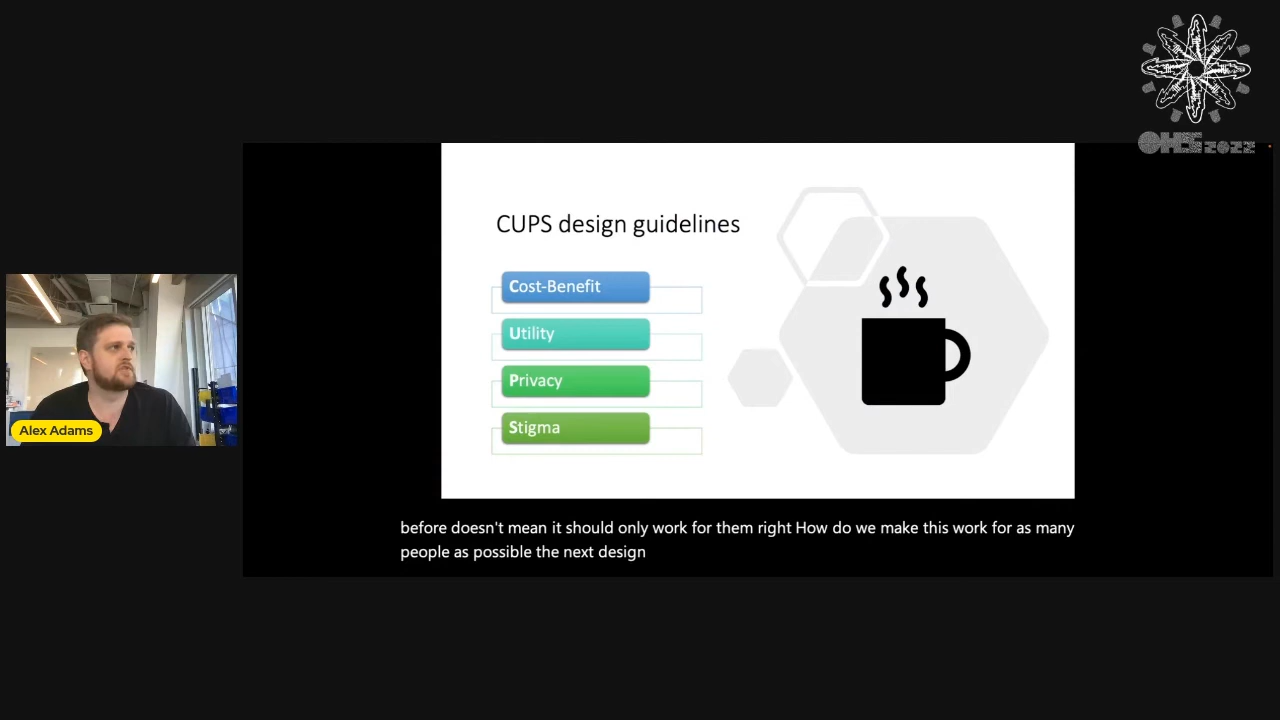 OHS2022
CUPS design guidelines
Cost-Benefit
Utility
Privacy
Stigma
Alex Adams
before doesn't mean it should only work for them right How do we make this work for as many
people as possible the next design